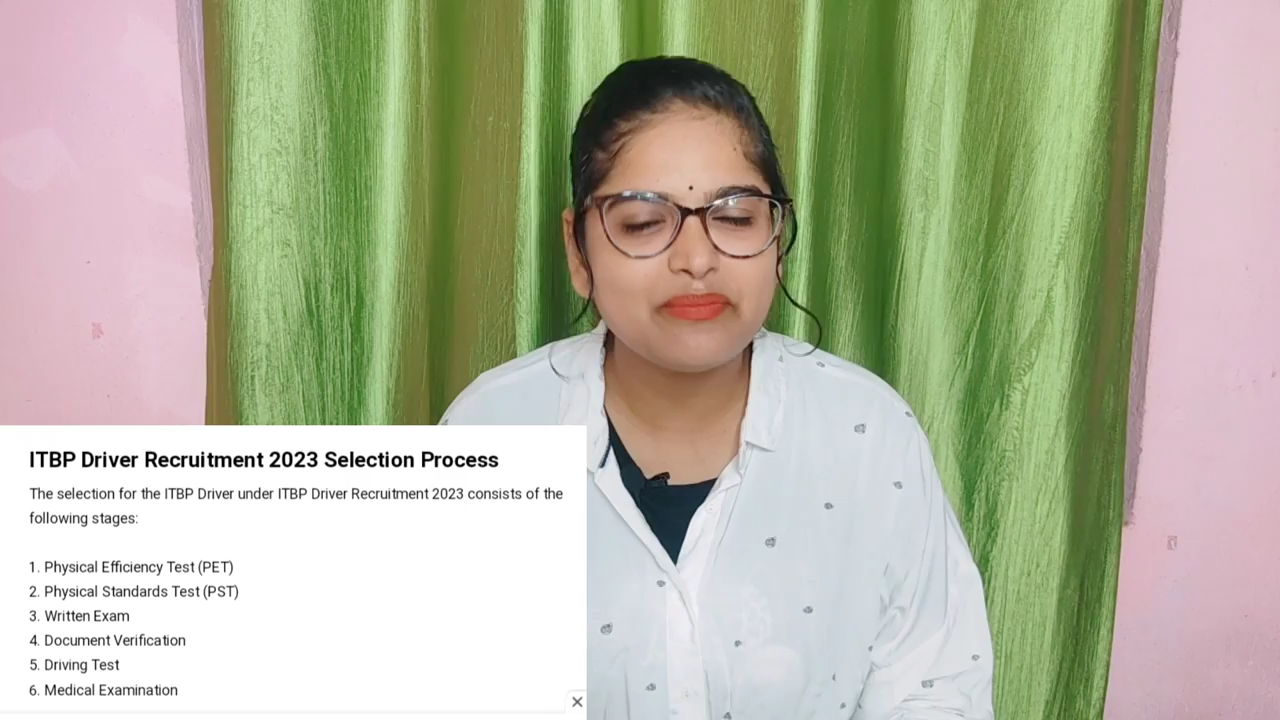 ITBP Driver Recruitment 2023 Selection Process
The selection for the ITBP Driver under ITBP Driver Recruitment 2023 consists of the
following stages:
1. Physical Efficiency Test (PET)
2. Physical Standards Test (PST)
3. Written Exam
4. Document Verification
5. Driving Test
6. Medical Examination